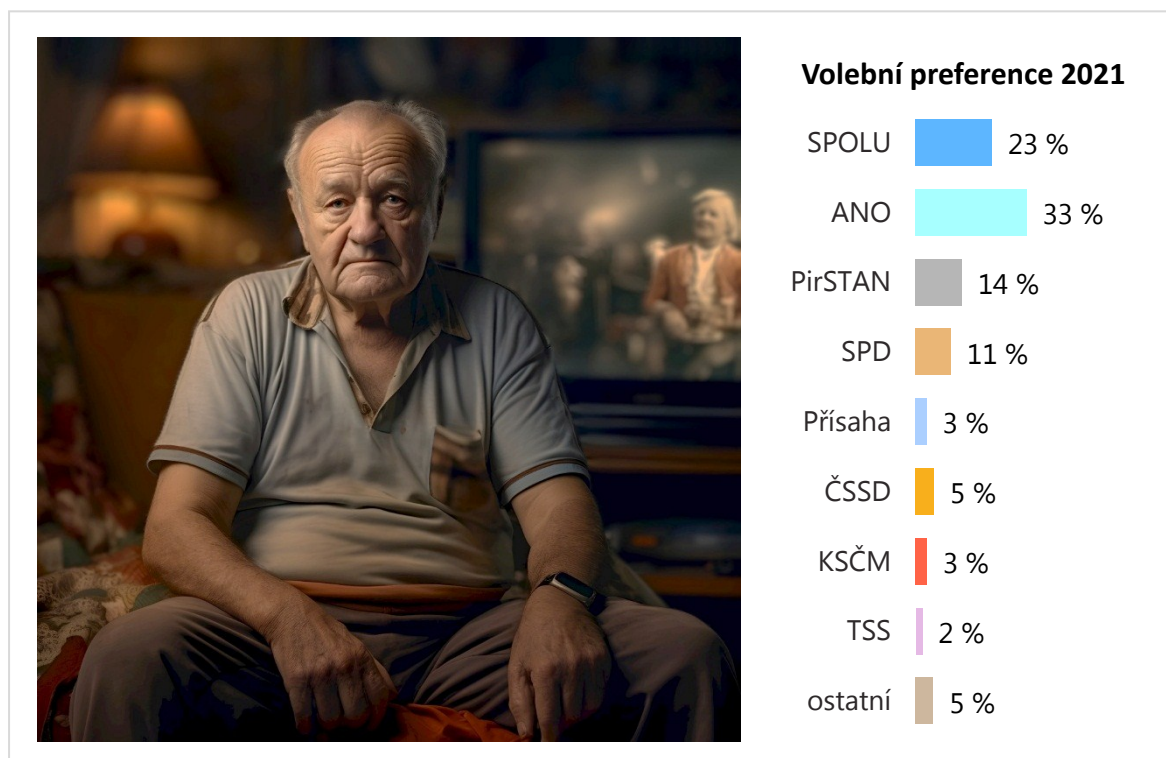 Volební preference 2021
SPOLU 23 %
ANO 33 %
PirSTAN 14 %
SPD 11 %
Přísaha 3 %
ČSSD 5 %
KSČM 3 %
TSS 2 %
ostatní 5 %